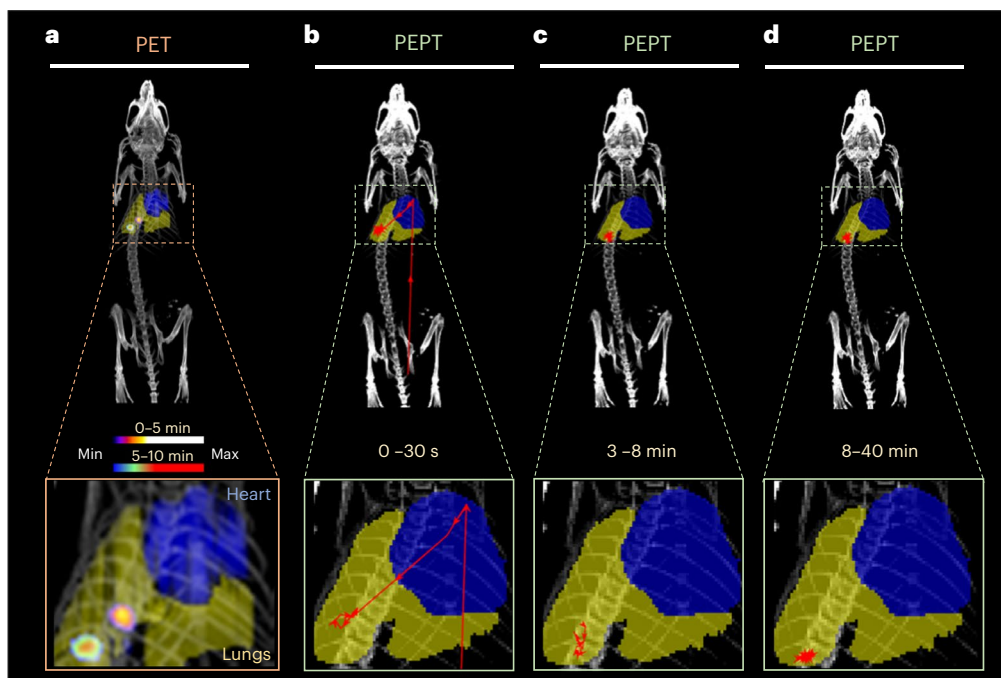 a
PET
b
PEPT
c
PEPT
d
PEPT
0–5 min
Min
Max
5–10 min
0 –30 s
3 –8 min
8–40 min
Heart
Lungs